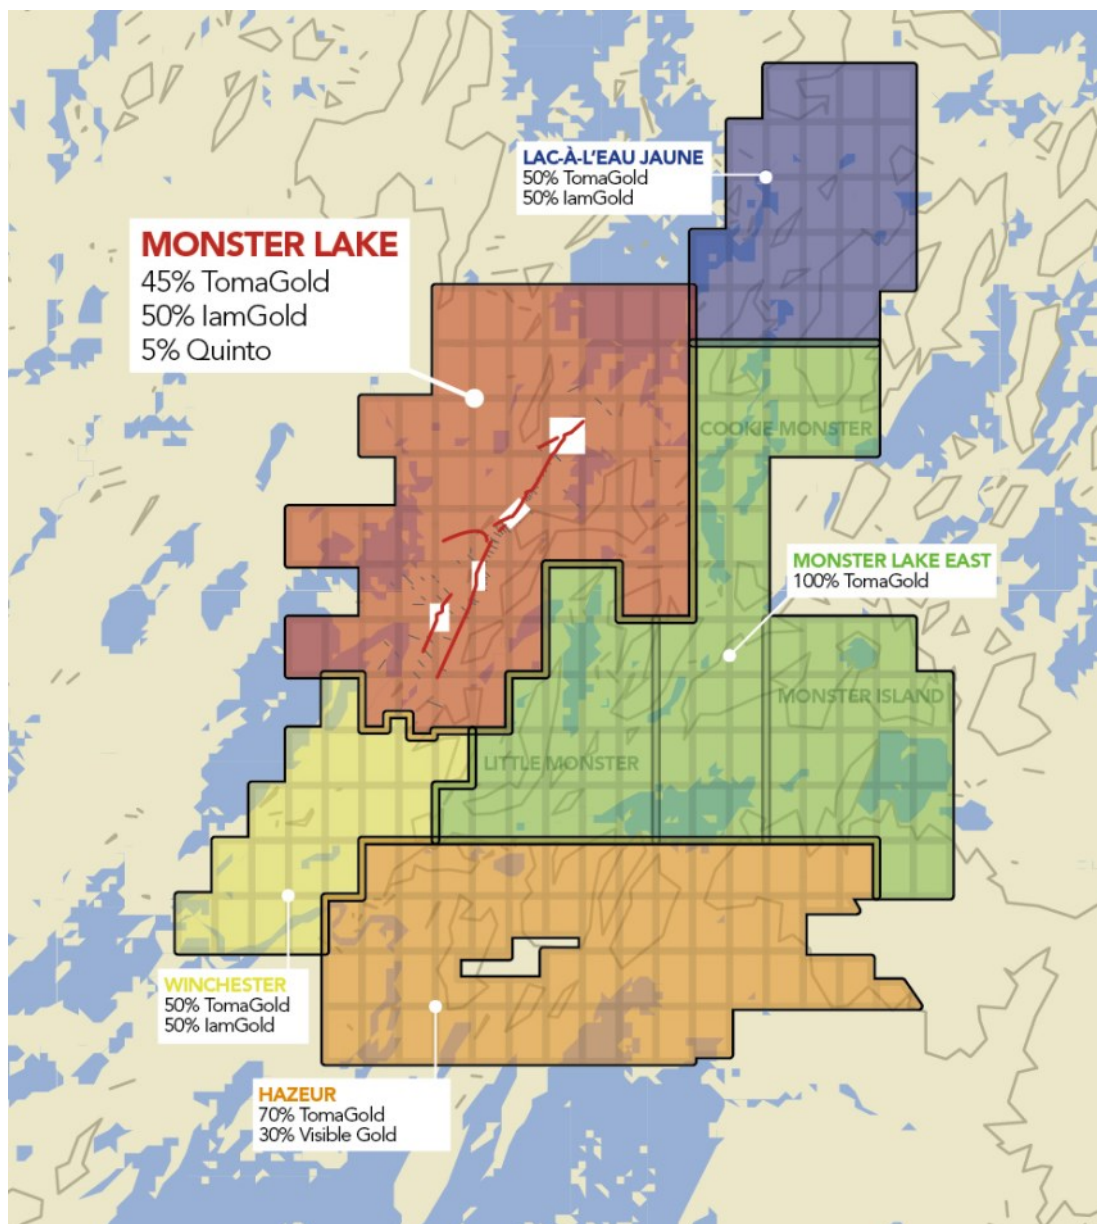 LAC-À-L'EAU JAUNE
50% TomaGold
50% IamGold
MONSTER LAKE
45% TomaGold
50% IamGold
5% Quinto
COOKIE MONSTER
MONSTER LAKE EAST
100% TomaGold
MONSTER ISLAND
LITTLE MONSTER
WINCHESTER
50% TomaGold
50% IamGold
HAZEUR
70% TomaGold
30% Visible Gold